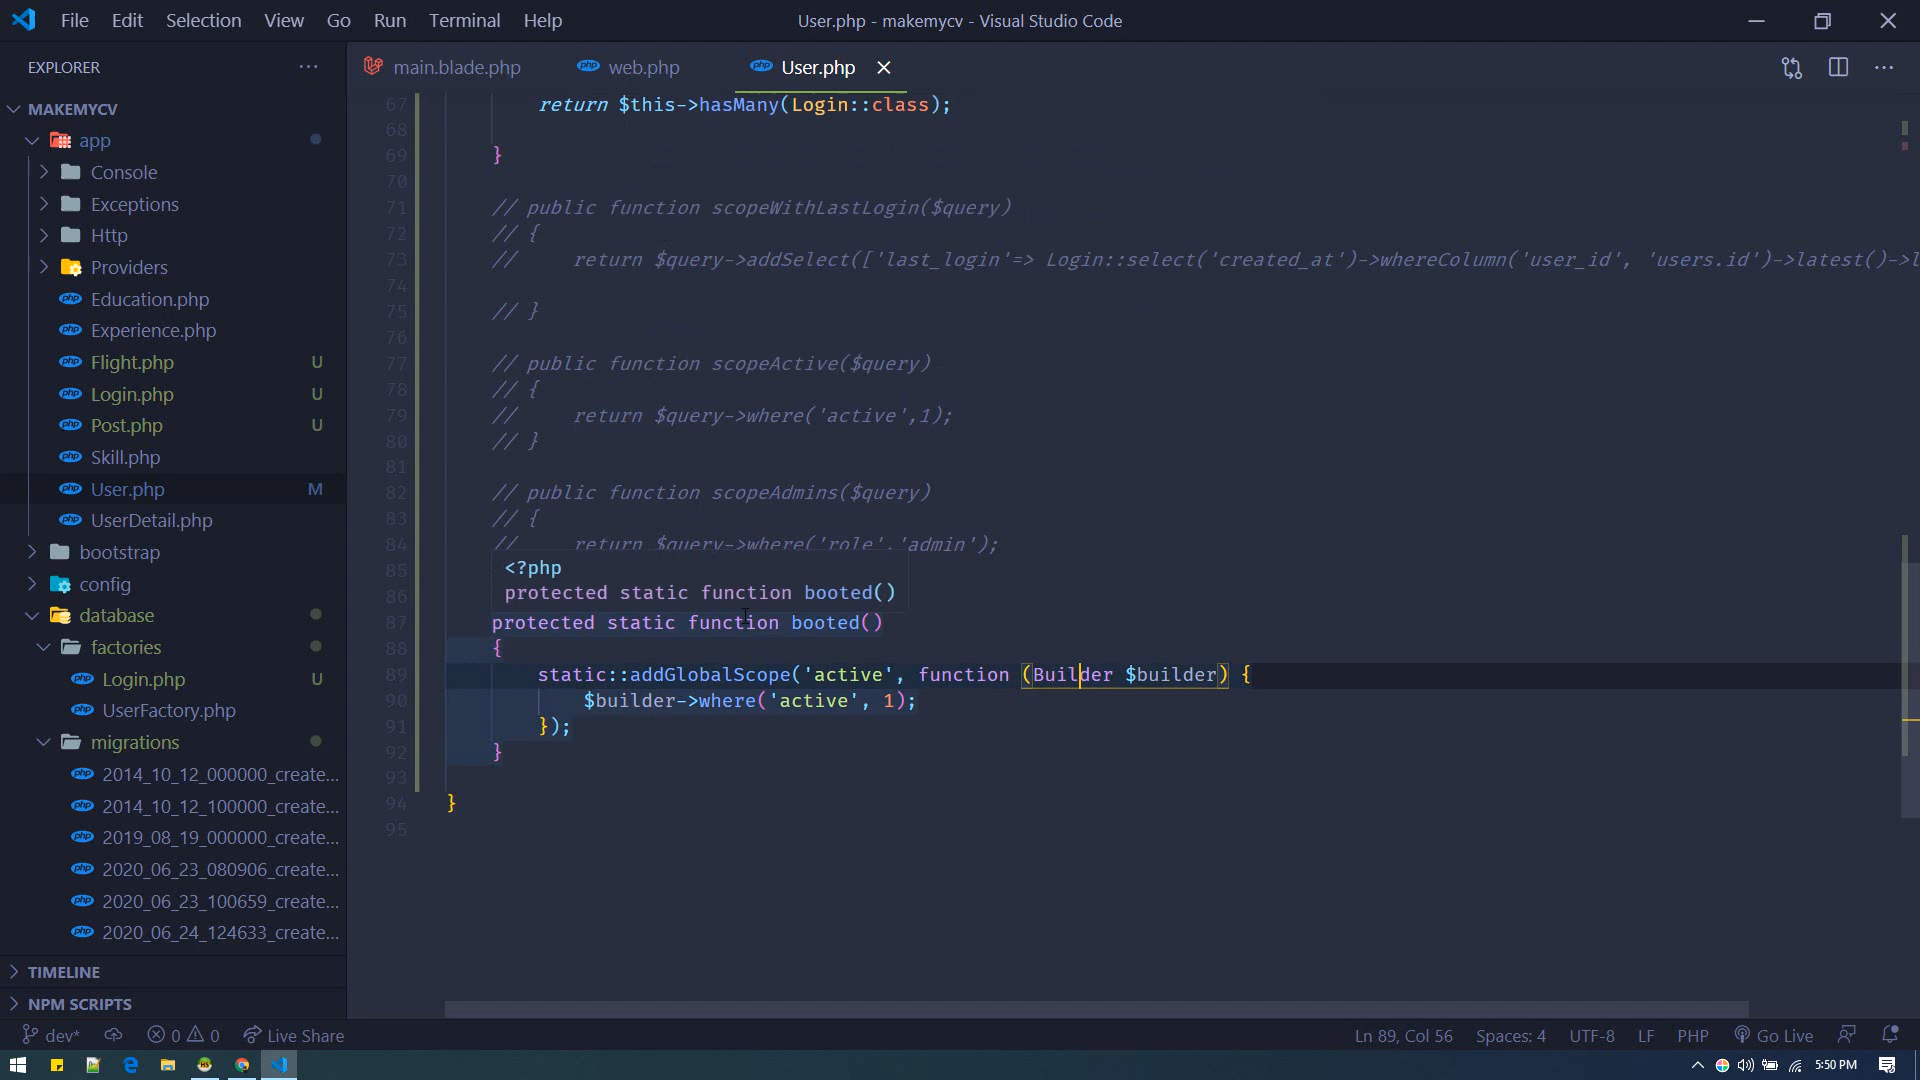 File Edit Selection View Go Run Terminal Help
User.php - makemycv - Visual Studio Code
EXPLORER
main.blade.php
web.php
User.php
MAKEMYCV
app
Console
Exceptions
Http
Providers
Education.php
Experience.php
Flight.php U
Login.php U
Post.php U
Skill.php
User.php M
UserDetail.php
bootstrap
config
database
factories
Login.php
UserFactory.php
migrations
2014_10_12_000000_create...
2014_10_12_100000_create...
2019_08_19_000000_create...
2020_06_23_080906_create...
2020_06_23_100659_create...
2020_06_24_124633_create...
TIMELINE
NPM SCRIPTS
67 return $this->hasMany(Login::class);
68
69 }
70
71 // public function scopeWithLastLogin($query)
72 // {
73 // return $query->addSelect(['last_login'=> Login::select('created_at')->whereColumn('user_id', 'users.id')->latest()->l
74
75 // }
76
77 // public function scopeActive($query)
78 // {
79 // return $query->where('active',1);
80 // }
81
82 // public function scopeAdmins($query)
83 // {
84 // return $query->where('role','admin');
85
86
<?php
protected static function booted()
87 protected static function booted()
88 {
89 static::addGlobalScope('active', function (Builder $builder) {
90 $builder->where('active', 1);
91 });
92 }
93
94 }
95
dev* 0 0 Live Share
Ln 89, Col 56 Spaces: 4 UTF-8 LF PHP Go Live
5:50 PM